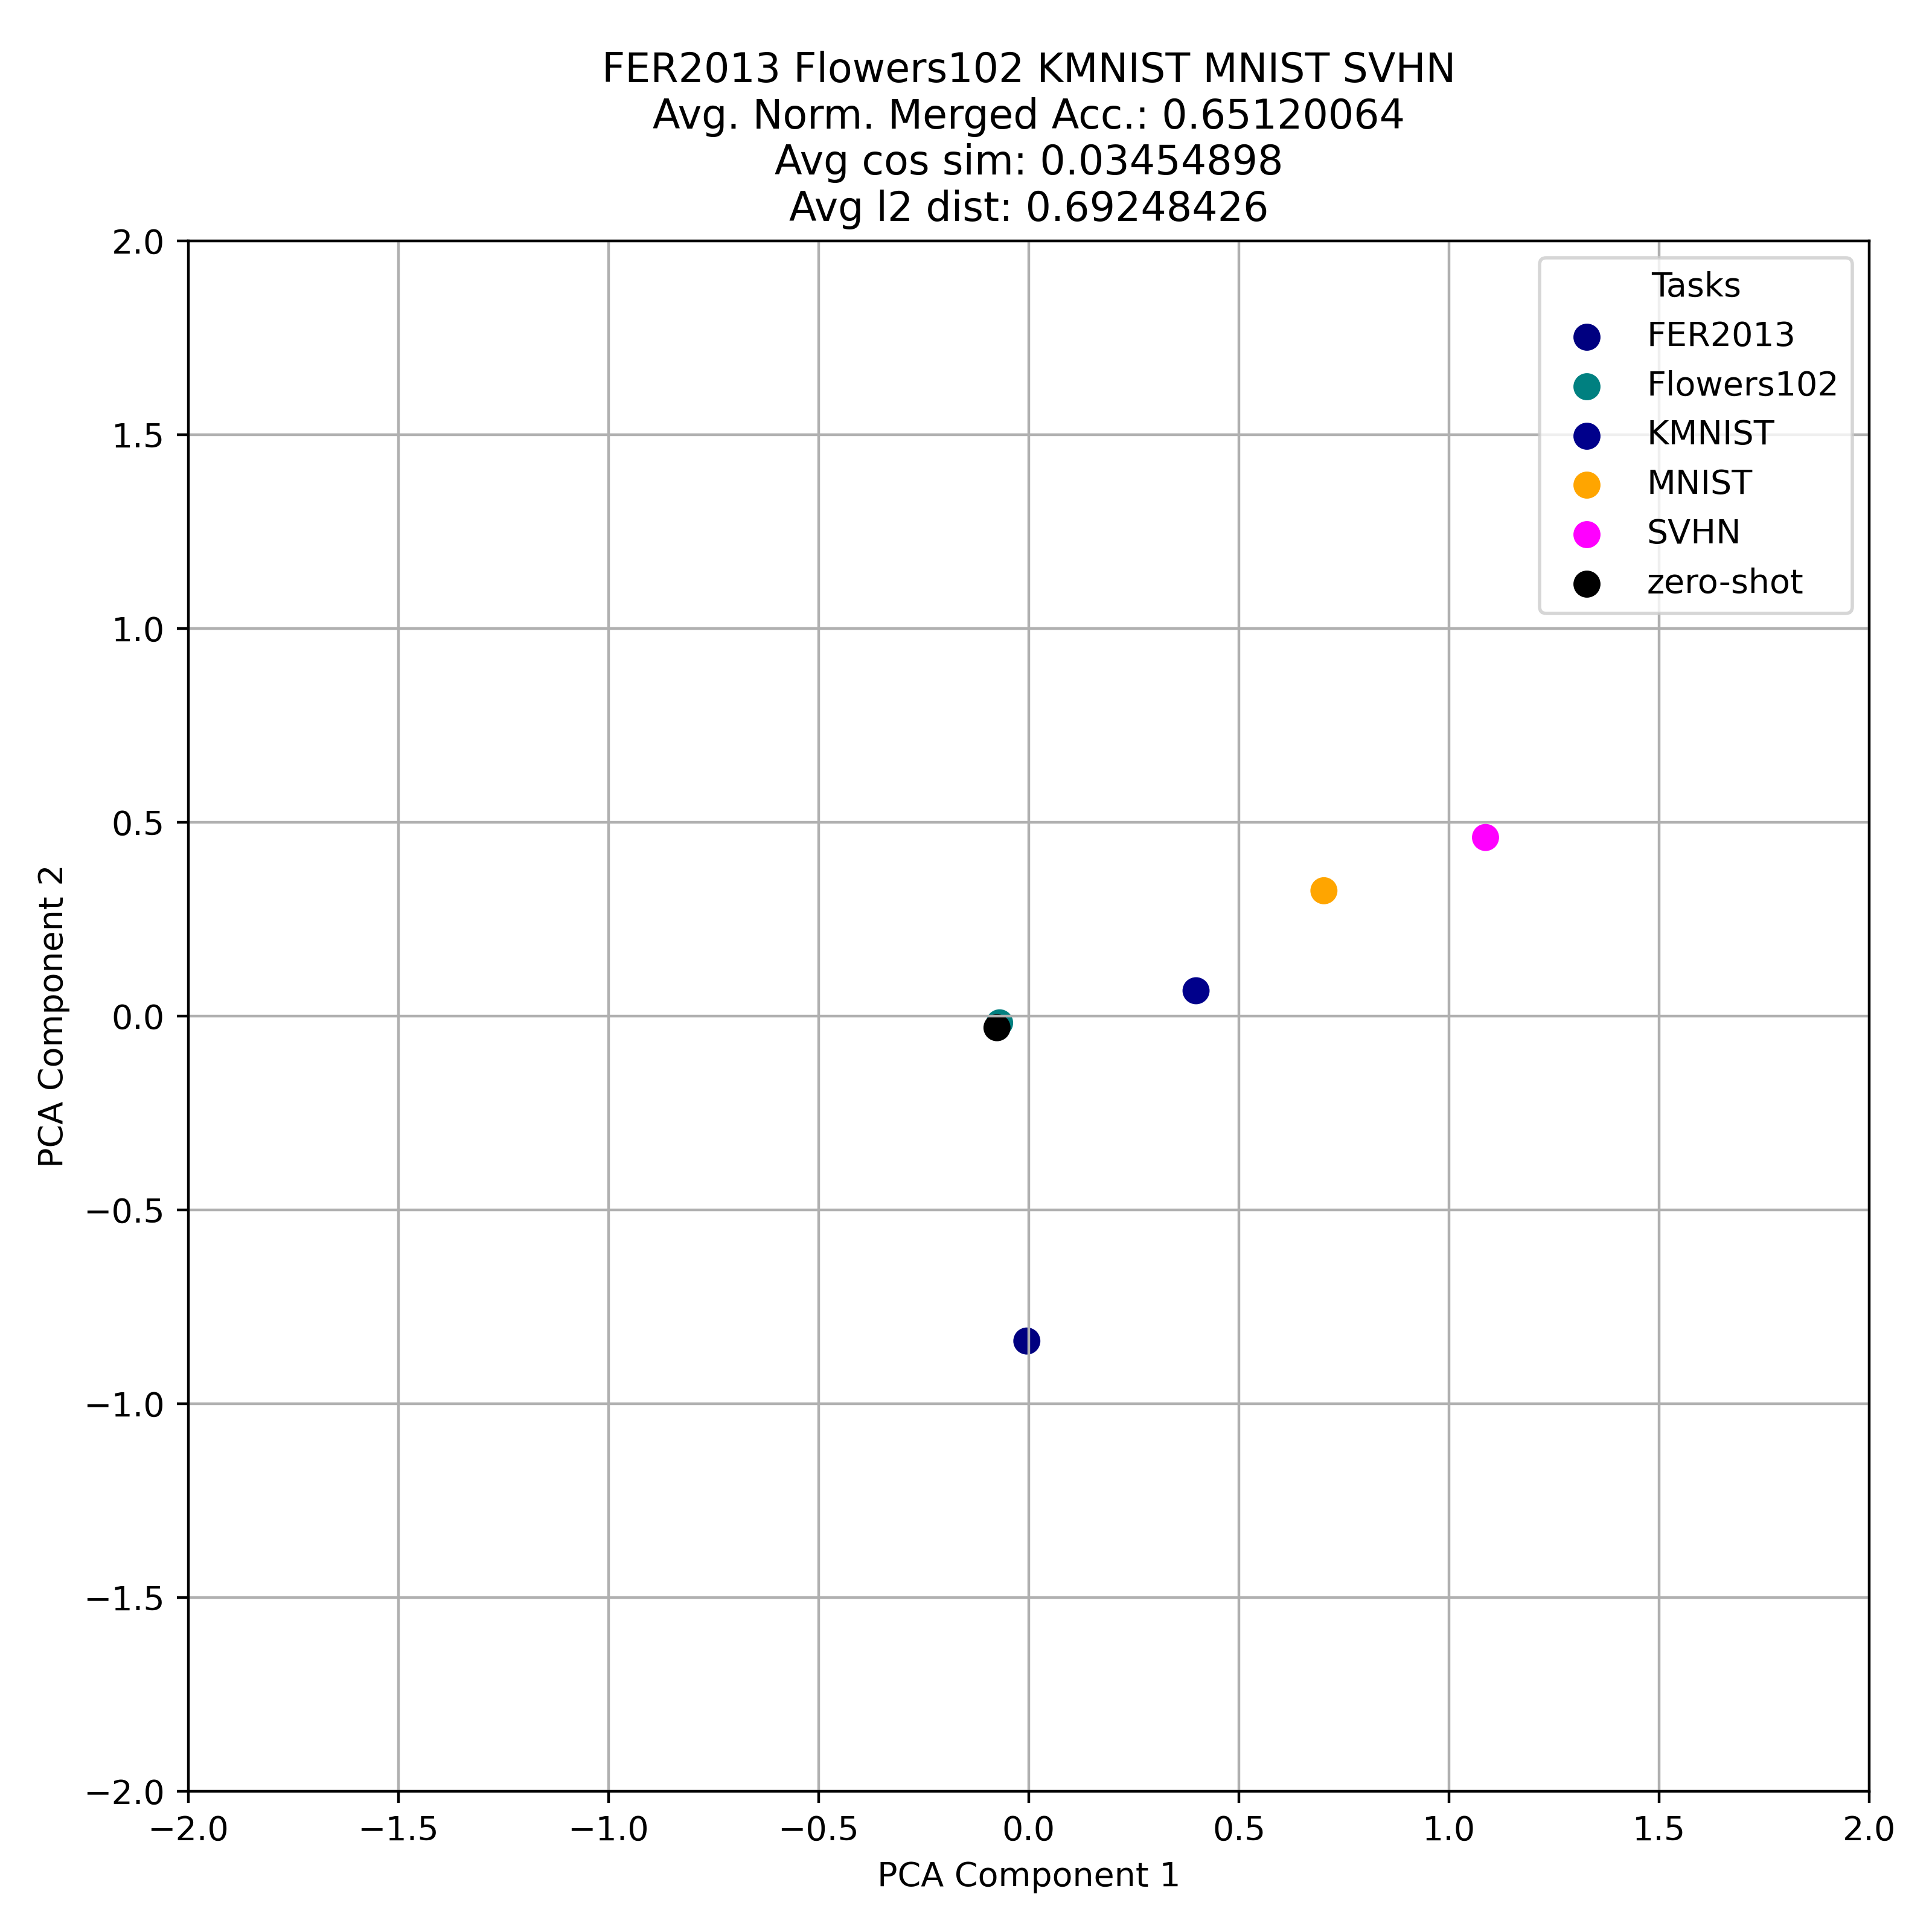 FER2013 Flowers102 KMNIST MNIST SVHN
Avg. Norm. Merged Acc.: 0.65120064
Avg cos sim: 0.03454898
Avg l2 dist: 0.69248426
Tasks
FER2013
Flowers102
KMNIST
MNIST
SVHN
zero-shot
2.0
1.5
1.0
0.5
0.0
−0.5
−1.0
−1.5
−2.0
PCA Component 2
−2.0 −1.5 −1.0 −0.5 0.0 0.5 1.0 1.5 2.0
PCA Component 1